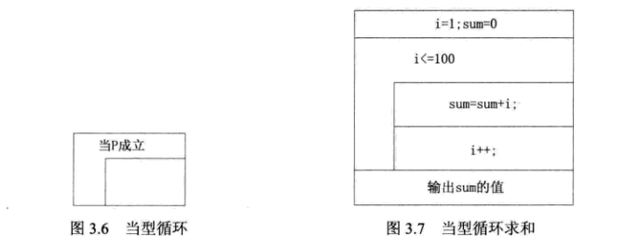 i=1;sum=0
i<=100
sum=sum+i;
i++;
输出sum的值
当P成立
图 3.6 当型循环
图 3.7 当型循环求和